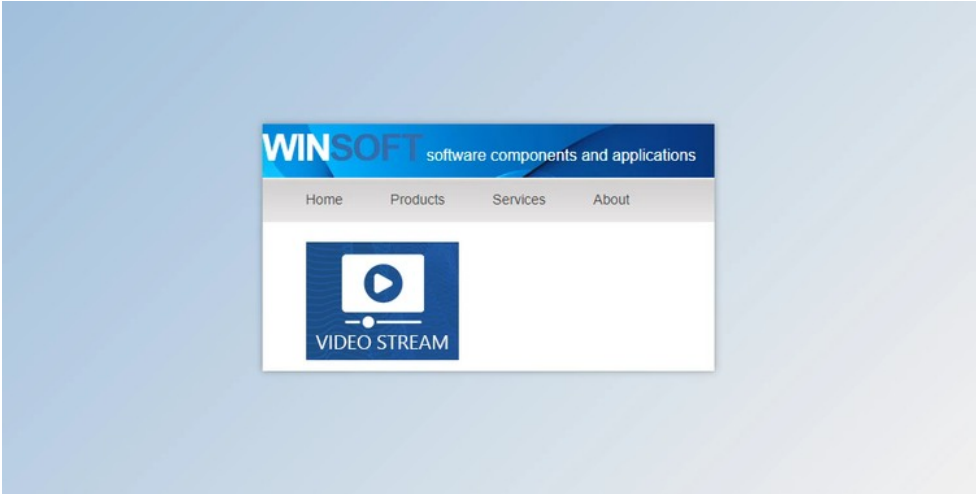 WINSOFT software components and applications
Home Products Services About
VIDEO STREAM